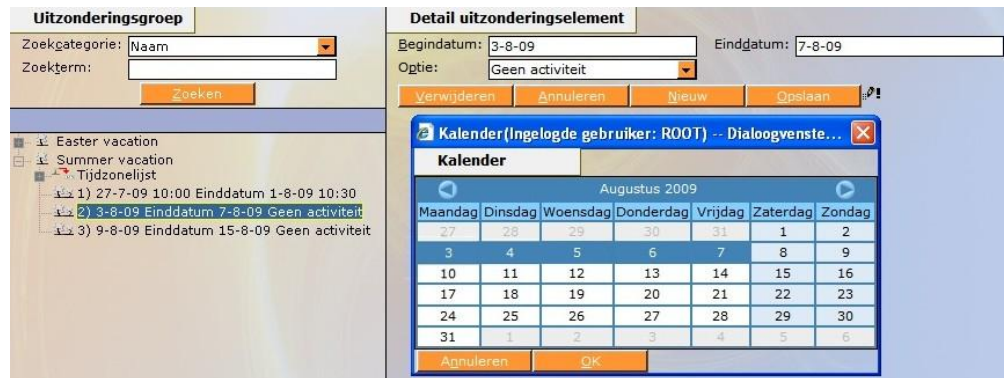 Uitzonderingsgroep
Zoekcategorie: Naam
Zoekterm:
Zoeken
Easter vacation
Summer vacation
Tijdzonelijst
1) 27-7-09 10:00 Einddatum 1-8-09 10:30
2) 3-8-09 Einddatum 7-8-09 Geen activiteit
3) 9-8-09 Einddatum 15-8-09 Geen activiteit
Detail uitzonderingselement
Begindatum: 3-8-09 Einddatum: 7-8-09
Optie: Geen activiteit
Verwijderen Annuleren Nieuw Opslaan !
Kalender(Ingelogde gebruiker: ROOT) -- Dialoogvenste...
Kalender
Augustus 2009
Maandag Dinsdag Woensdag Donderdag Vrijdag Zaterdag Zondag
27 28 29 30 31 1 2
3 4 5 6 7 8 9
10 11 12 13 14 15 16
17 18 19 20 21 22 23
24 25 26 27 28 29 30
31 1 2 3 4 5 6
Annuleren OK